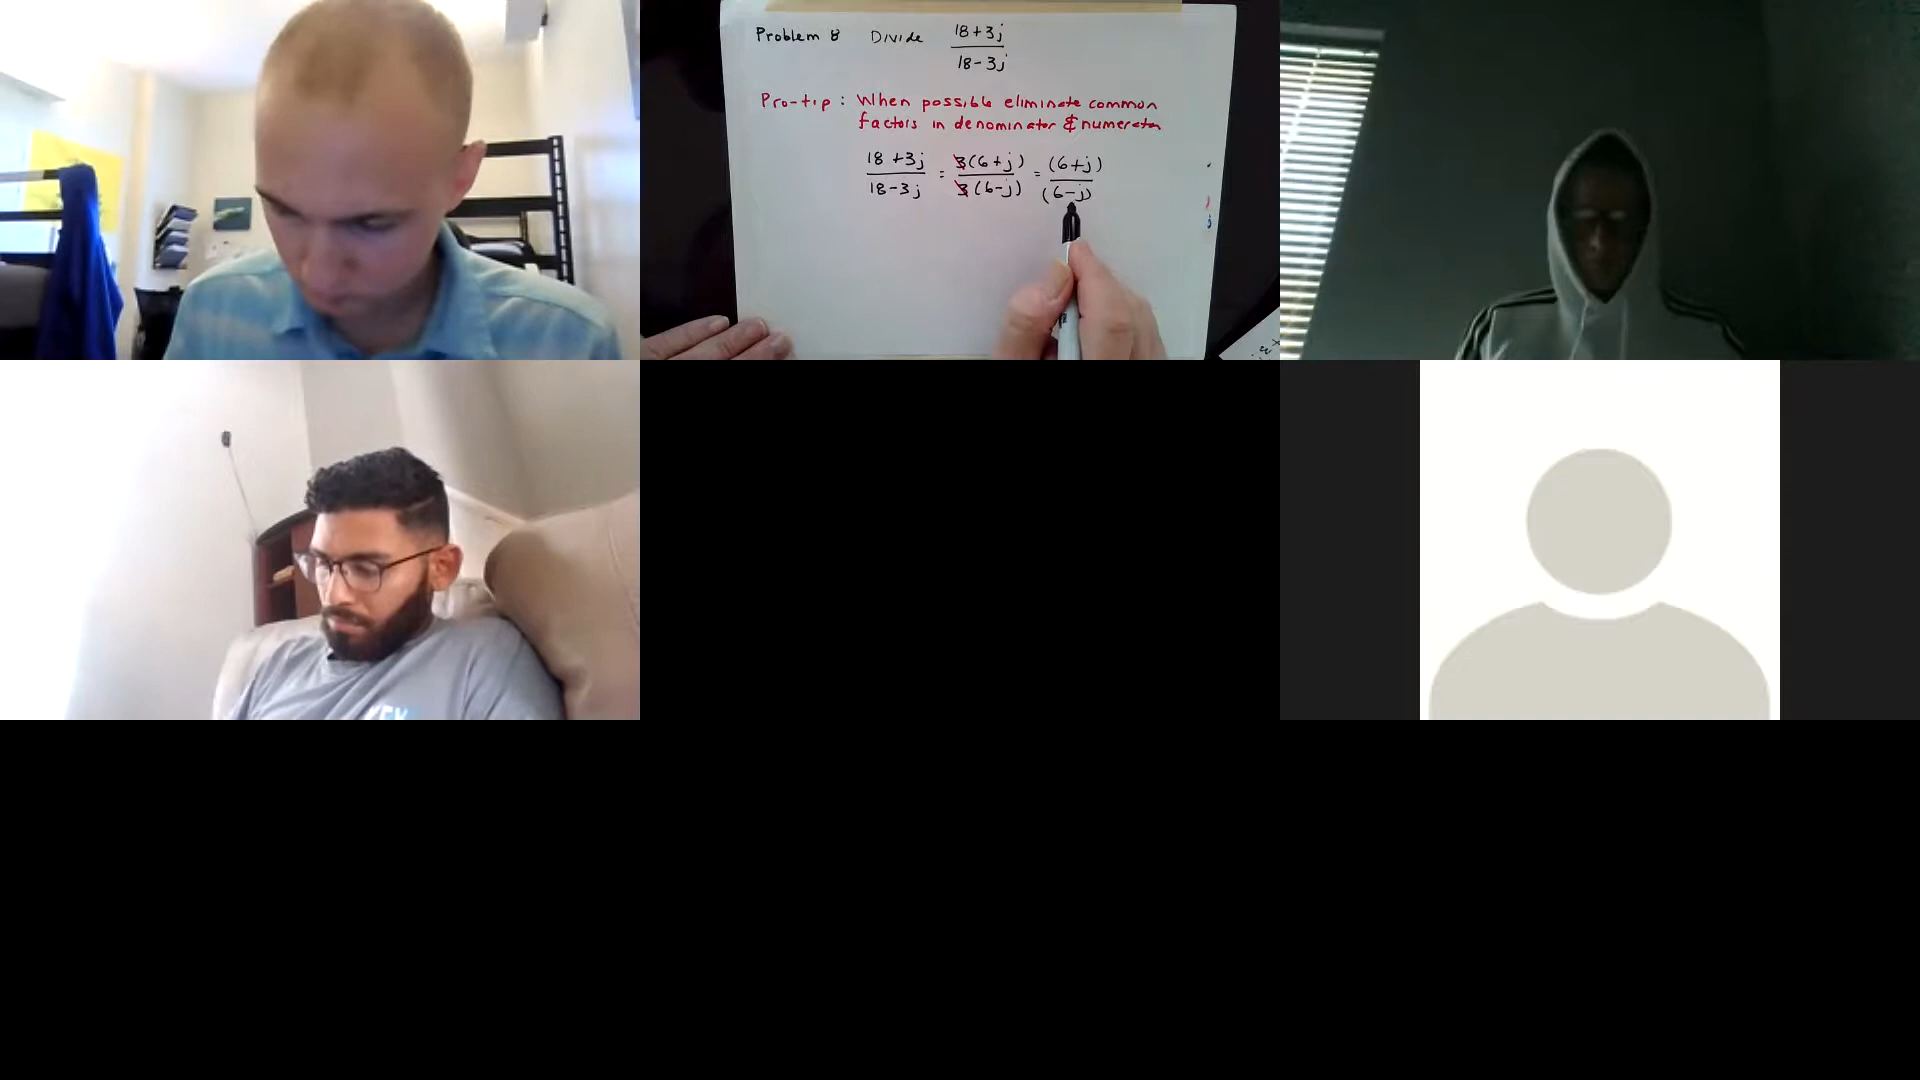 Problem 8 Divide 18+3j
18-3j
Pro-tip: When possible eliminate common
factors in denominator & numerator
18+3j = 3(6+j) = (6+j)
18-3j 3(6-j) (6-j)